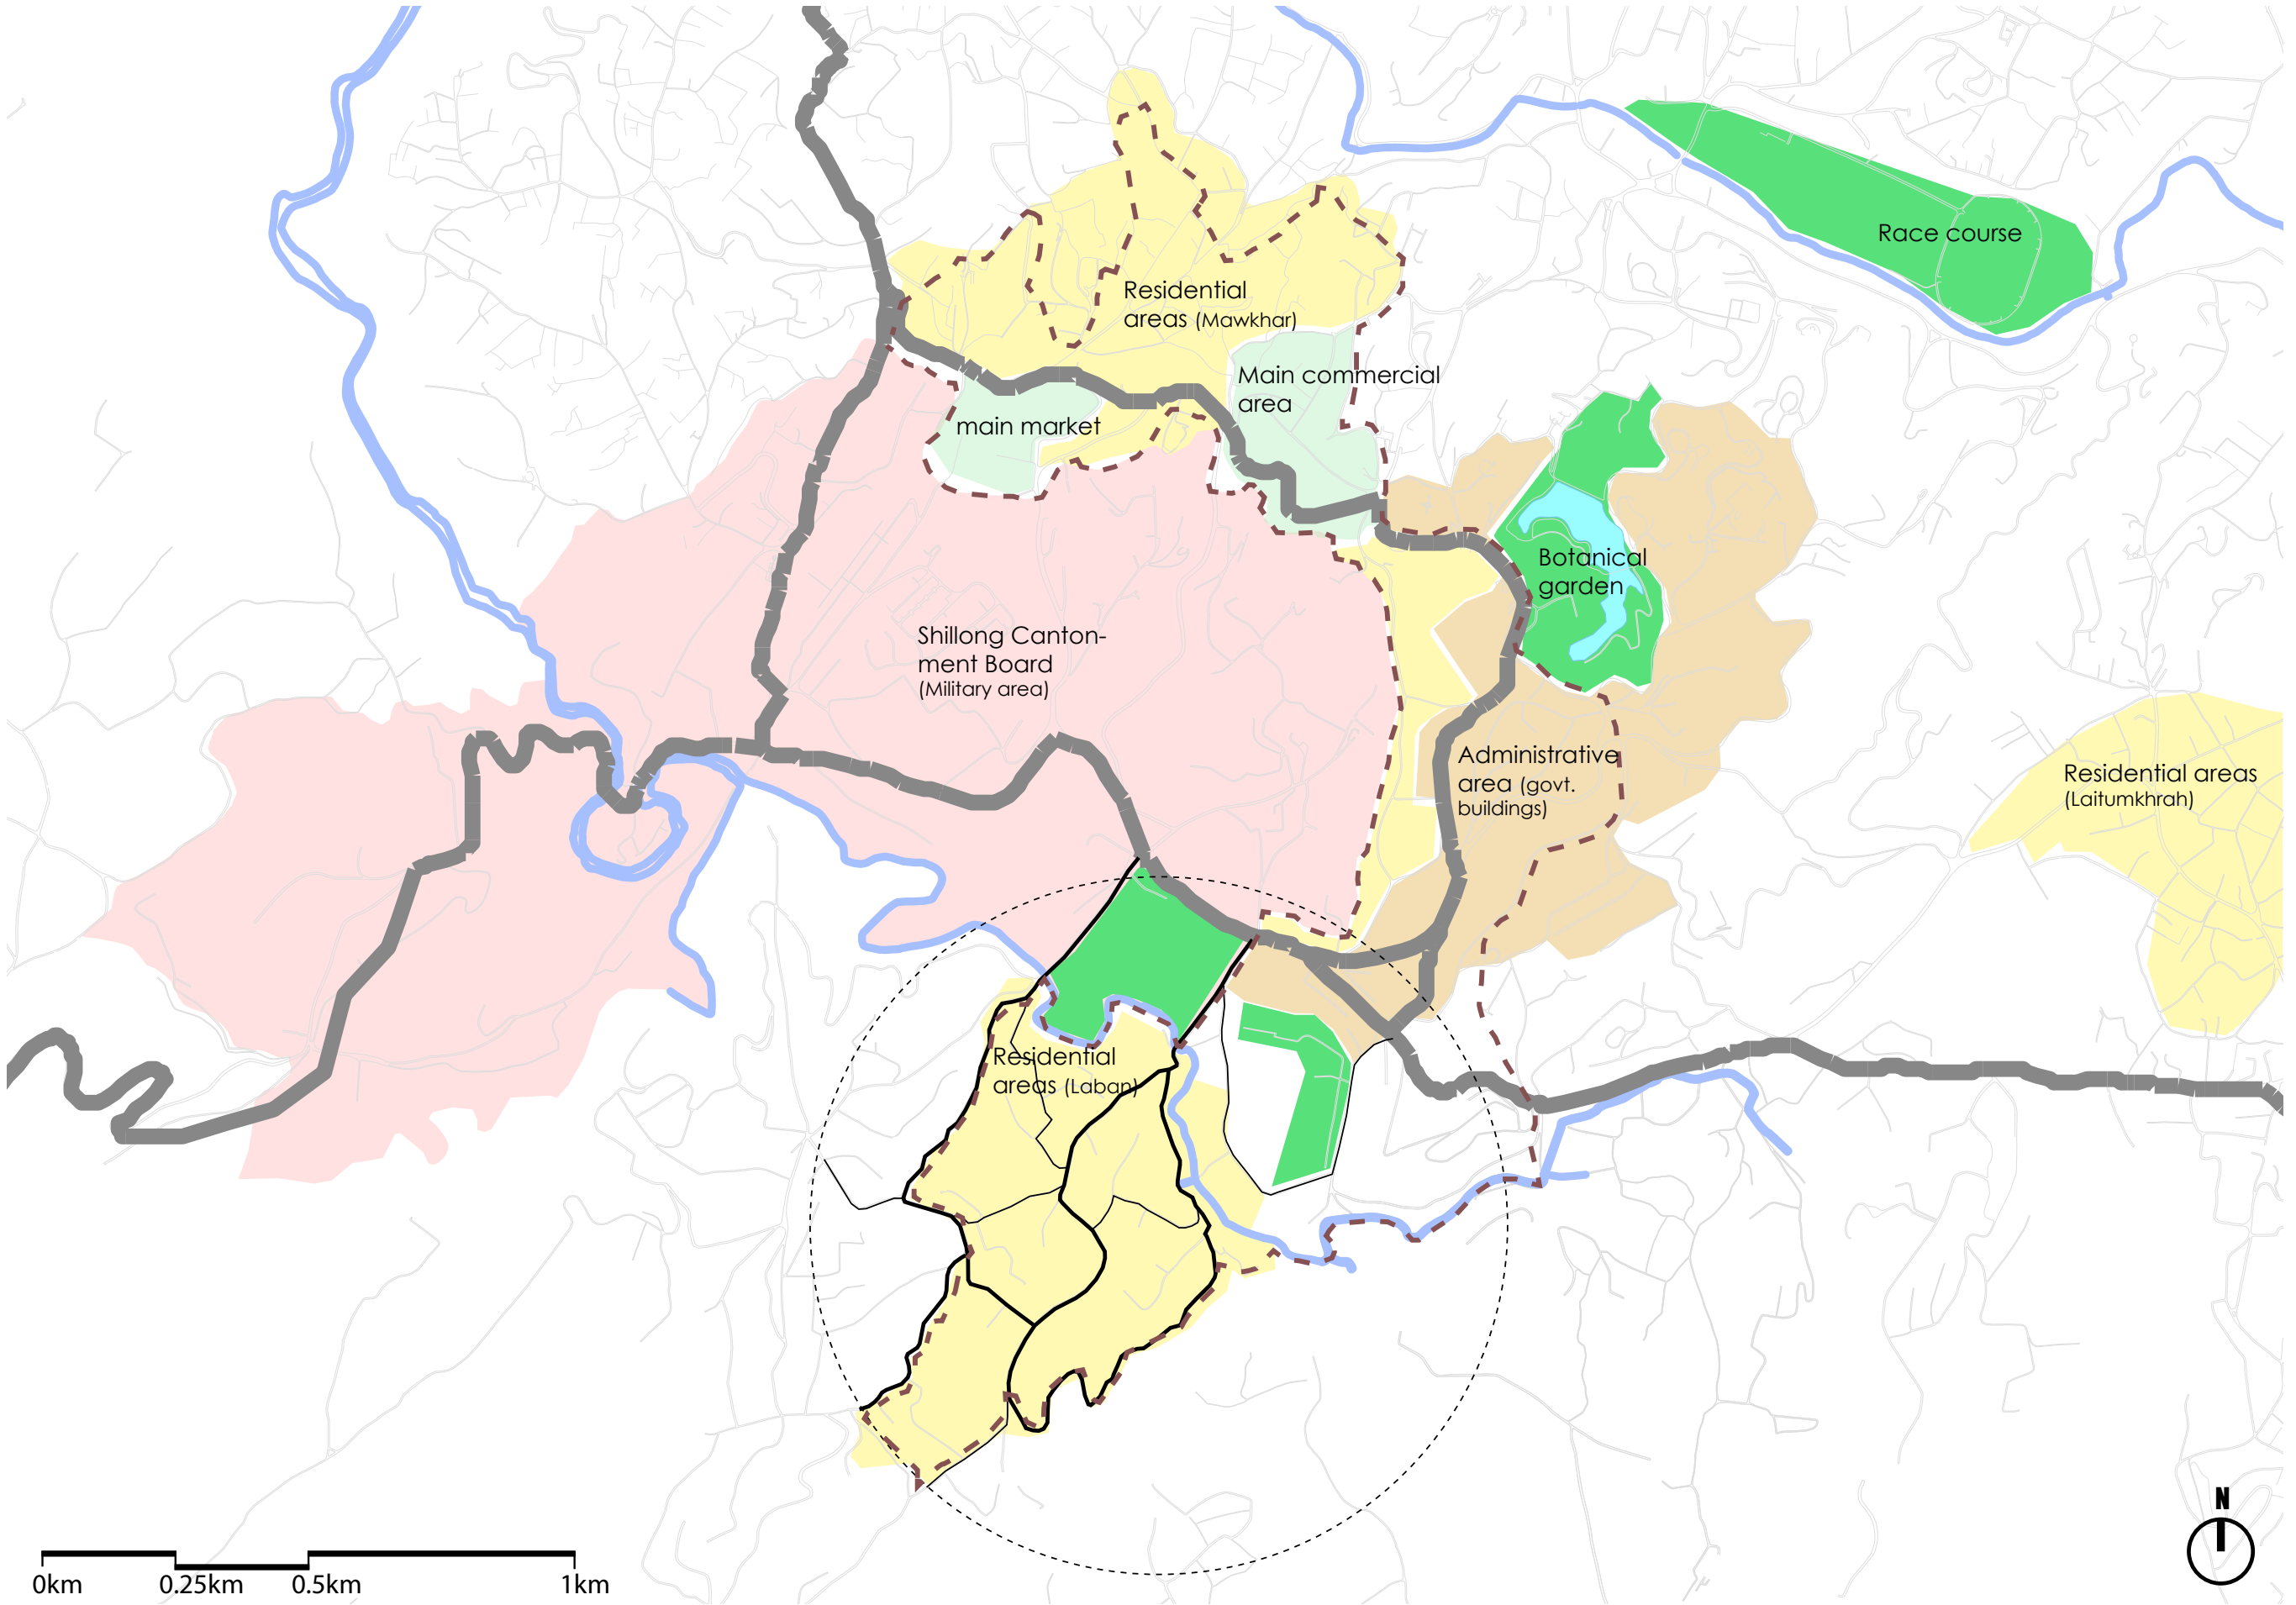 Race course
Residential
areas (Mawkhar)
Main commercial
area
main market
Botanical
garden
Shillong Canton-
ment Board
(Military area)
Administrative
area (govt.
buildings)
Residential areas
(Laitumkhrah)
Residential
areas (Laban)
N
0km
0.25km
0.5km
1km